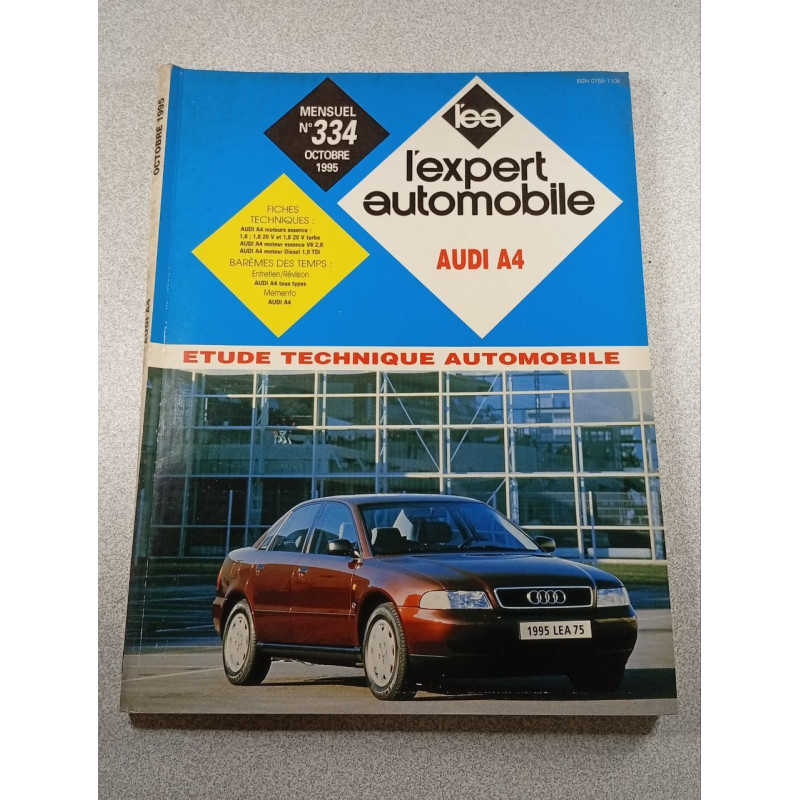 ISSN 0755-1109
OCTOBRE 1995
AUDI A4
MENSUEL
N° 334
OCTOBRE
1995
l'ea
l'expert
automobile
AUDI A4
FICHES
TECHNIQUES :
AUDI A4 moteurs essence :
1,6 ; 1,8 20 V et 1,8 20 V turbo
AUDI A4 moteur essence V6 2,8
AUDI A4 moteur Diesel 1,9 TDI
BARÈMES DES TEMPS :
Entretien/Révision
AUDI A4 tous types
Memento
AUDI A4
ETUDE TECHNIQUE AUTOMOBILE
1995 LEA 75